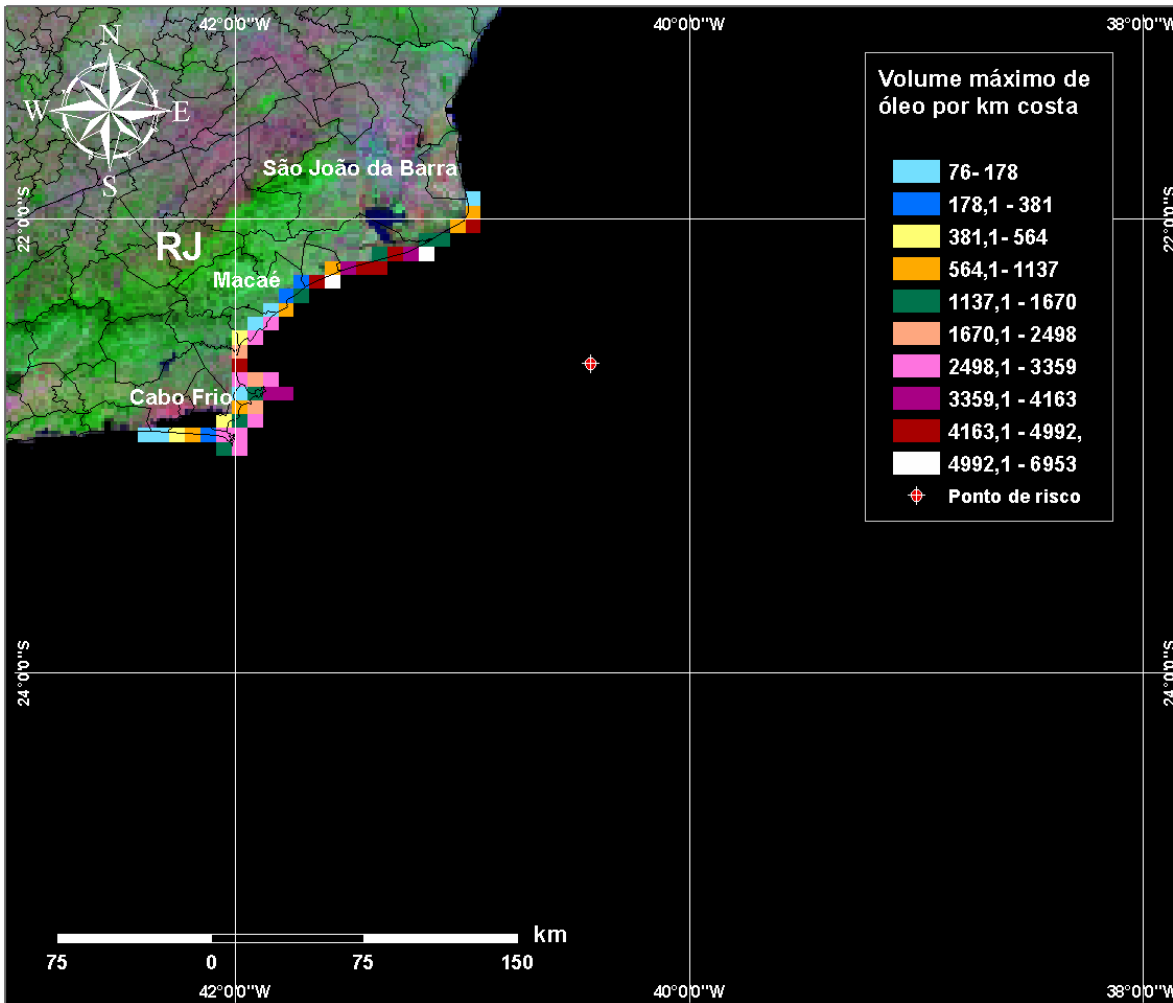 42°0'0"W
40°0'0"W
38°0'0"W
N
W
E
S
Volume máximo de
óleo por km costa
76- 178
178,1 - 381
381,1- 564
564,1- 1137
1137,1 - 1670
1670,1 - 2498
2498,1 - 3359
3359,1 - 4163
4163,1 - 4992,
4992,1 - 6953
Ponto de risco
São João da Barra
22°0'0"S
22°0'0"S
RJ
Macaé
Cabo Frio
24°0'0"S
24°0'0"S
km
75
0
75
150
42°0'0"W
40°0'0"W
38°0'0"W